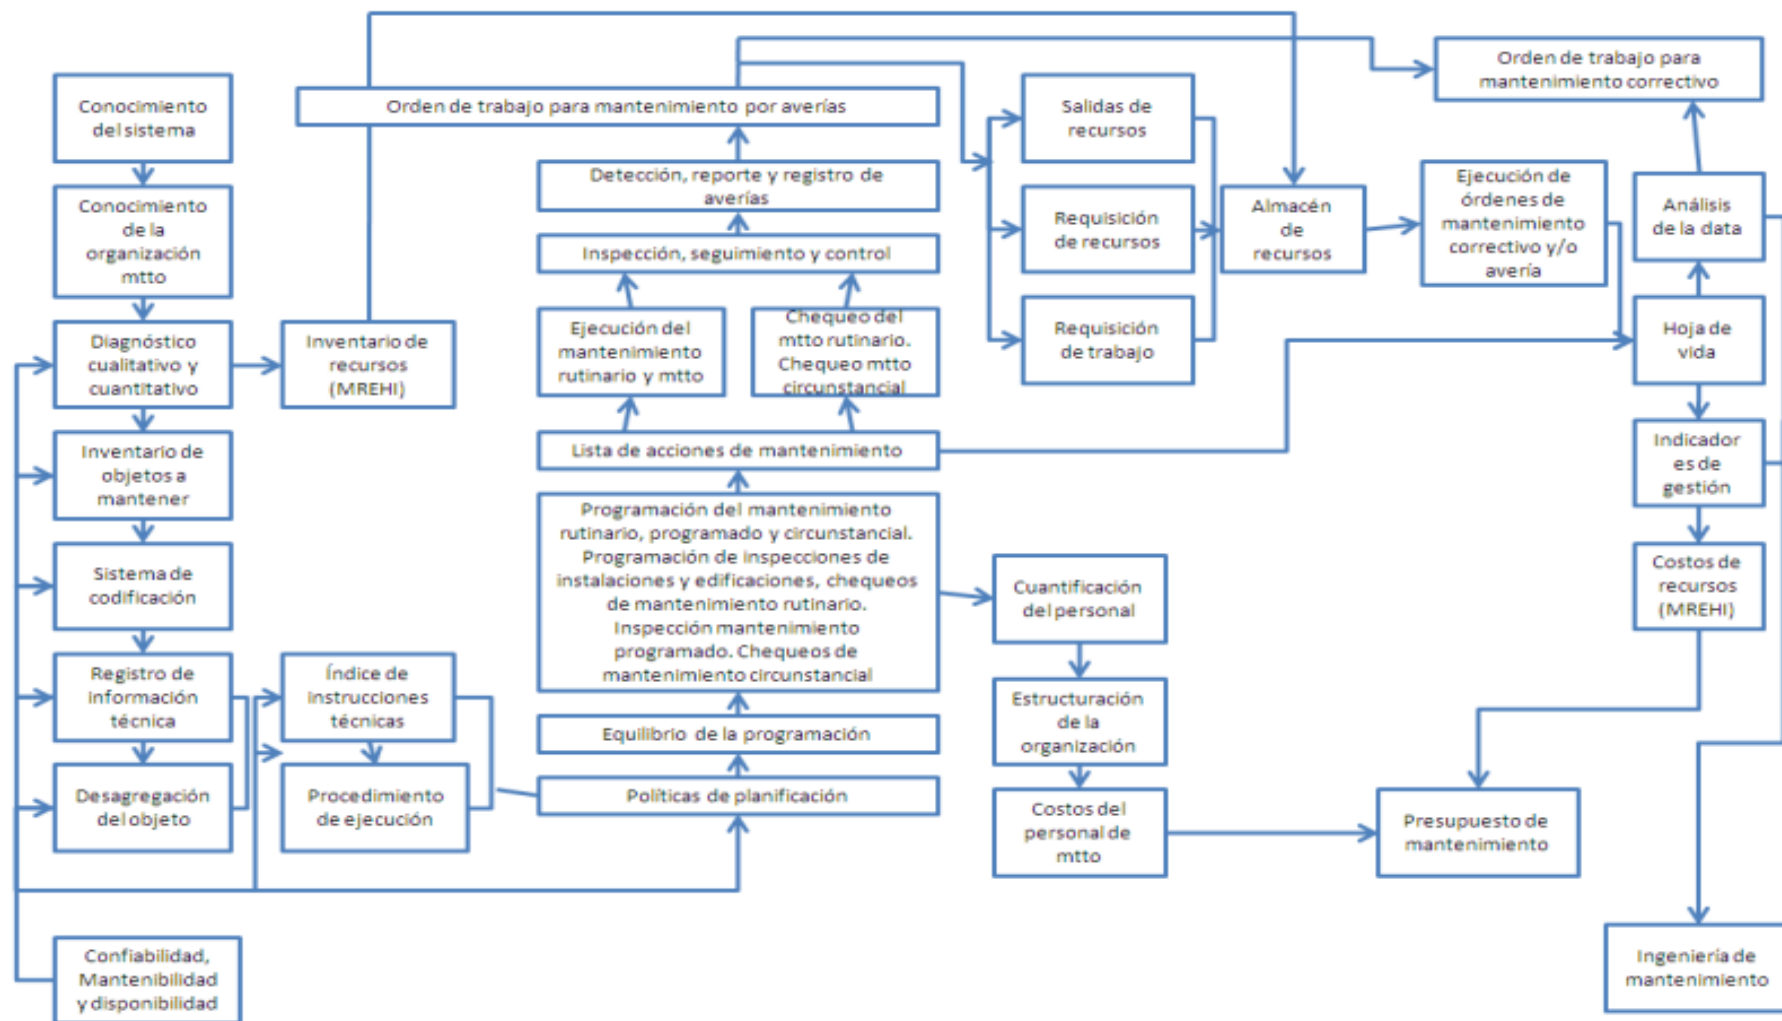 Conocimiento
del sistema
Conocimiento
de la
organización
mtto
Diagnóstico
cualitativo y
cuantitativo
Inventario de
objetos a
mantener
Sistema de
codificación
Registro de
información
técnica
Desagregación
del objeto
Confiabilidad,
Mantenibilidad
y disponibilidad
Inventario de
recursos
(MREHI)
Índice de
instrucciones
técnicas
Procedimiento
de ejecución
Orden de trabajo para mantenimiento por averías
Detección, reporte y registro de
averías
Inspección, seguimiento y control
Ejecución del
mantenimiento
rutinario y mtto
Chequeo del
mtto rutinario.
Chequeo mtto
circunstancial
Lista de acciones de mantenimiento
Programación del mantenimiento
rutinario, programado y circunstancial.
Programación de inspecciones de
instalaciones y edificaciones, chequeos
de mantenimiento rutinario.
Inspección mantenimiento
programado. Chequeos de
mantenimiento circunstancial
Equilibrio de la programación
Políticas de planificación
Salidas de
recursos
Requisición
de recursos
Requisición
de trabajo
Cuantificación
del personal
Estructuración
de la
organización
Costos del
personal de
mtto
Almacén
de
recursos
Orden de trabajo para
mantenimiento correctivo
Ejecución de
órdenes de
mantenimiento
correctivo y/o
avería
Análisis
de la data
Hoja de
vida
Indicador
es de
gestión
Costos de
recursos
(MREHI)
Presupuesto de
mantenimiento
Ingeniería de
mantenimiento